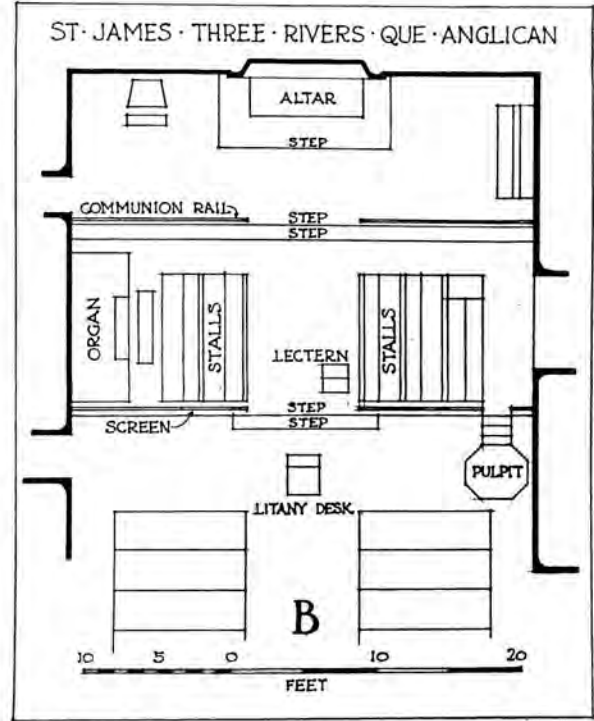 ST·JAMES·THREE·RIVERS·QUE·ANGLICAN
ALTAR
STEP
COMMUNION RAIL
STEP
STEP
ORGAN
STALLS
LECTERN
STALLS
STEP
SCREEN
STEP
PULPIT
LITANY DESK
B
10 5 0 10 20
FEET